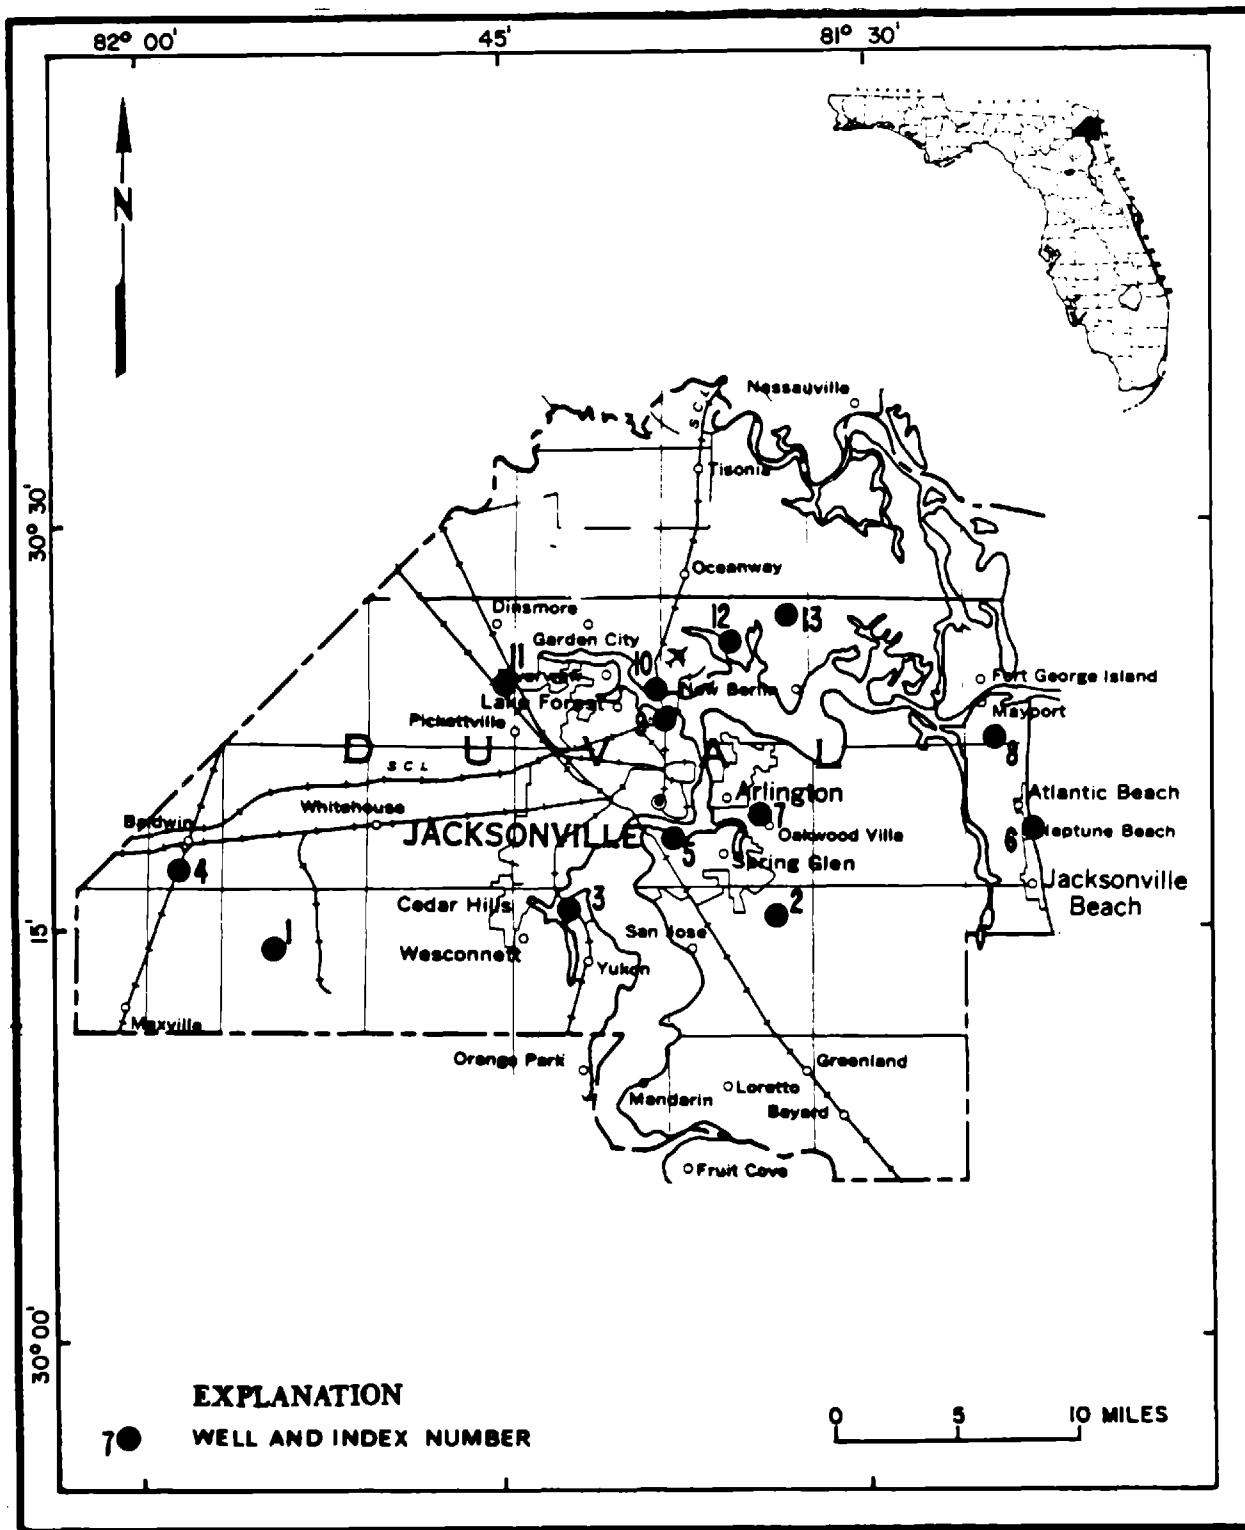 82° 00'
45'
81° 30'
N
Nassauville
S C L
Tisonia
30° 30'
Oceanway
Dinsmore
12
13
Garden City
11
10
Fort George Island
New Berlin
Lake Forest
Mayport
Pickettville
9
8
D U V A L
S C L
Arlington
Atlantic Beach
Whitehouse
Baldwin
7
JACKSONVILLE
Oakwood Villa
6
Neptune Beach
5
Spring Glen
4
Jacksonville
Beach
Cedar Hills
3
2
1
San Jose
15'
Wesconnett
Yukon
Maxville
Orange Park
Greenland
Loretto
Mandarin
Bayard
Fruit Cove
30° 00'
EXPLANATION
7
WELL AND INDEX NUMBER
0 5 10 MILES